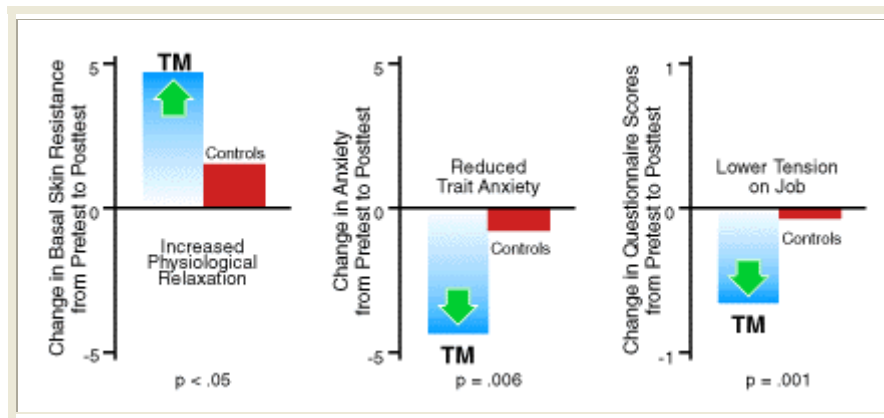 Change in Basal Skin Resistance
from Pretest to Posttest
5
0
-5
TM
Controls
Increased
Physiological
Relaxation
p < .05
Change in Anxiety
from Pretest to Posttest
5
0
-5
Reduced
Trait Anxiety
Controls
TM
p = .006
Change in Questionnaire Scores
from Pretest to Posttest
1
0
-1
Lower Tension
on Job
Controls
TM
p = .001